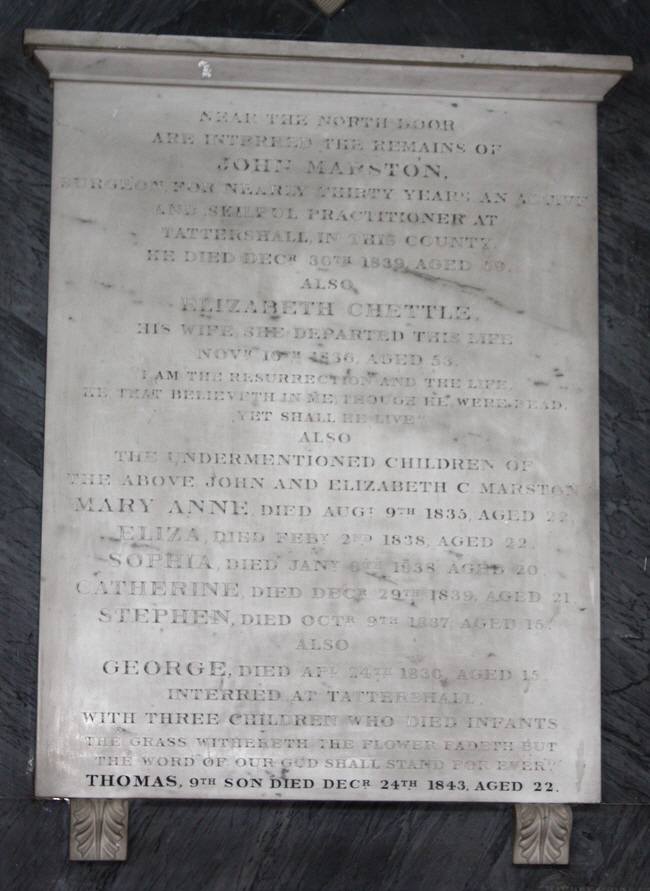 NEAR THE NORTH DOOR
ARE INTERRED THE REMAINS OF
JOHN MARSTON,
SURGEON, FOR NEARLY THIRTY YEARS AN ACTIVE
AND SKILFUL PRACTITIONER AT
TATTERSHALL, IN THIS COUNTY.
HE DIED DECR 30TH 1839, AGED
ALSO
ELIZABETH CHETTLE,
HIS WIFE, SHE DEPARTED THIS LIFE
NOVR 1836, AGED 53.
I AM THE RESURRECTION AND THE LIFE,
HE THAT BELIEVETH IN ME, THOUGH HE WERE DEAD,
YET SHALL HE LIVE"
ALSO
THE UNDERMENTIONED CHILDREN OF
THE ABOVE JOHN AND ELIZABETH C. MARSTON
MARY ANNE, DIED AUGT 9TH 1835, AGED 22.
ELIZA, DIED FEBY 2ND 1838, AGED 22.
SOPHIA, DIED JANY 1838, AGED 20.
CATHERINE, DIED DECR 29TH 1839, AGED 21.
STEPHEN, DIED OCTR 9TH 1837, AGED 15.
ALSO
GEORGE, DIED APL 24TH 1836, AGED 15.
INTERRED AT TATTERSHALL.
WITH THREE CHILDREN WHO DIED INFANTS
THE GRASS WITHERETH THE FLOWER FADETH BUT
THE WORD OF OUR GOD SHALL STAND FOR EVER,"
THOMAS, 9TH SON DIED DECR 24TH 1843, AGED 22.